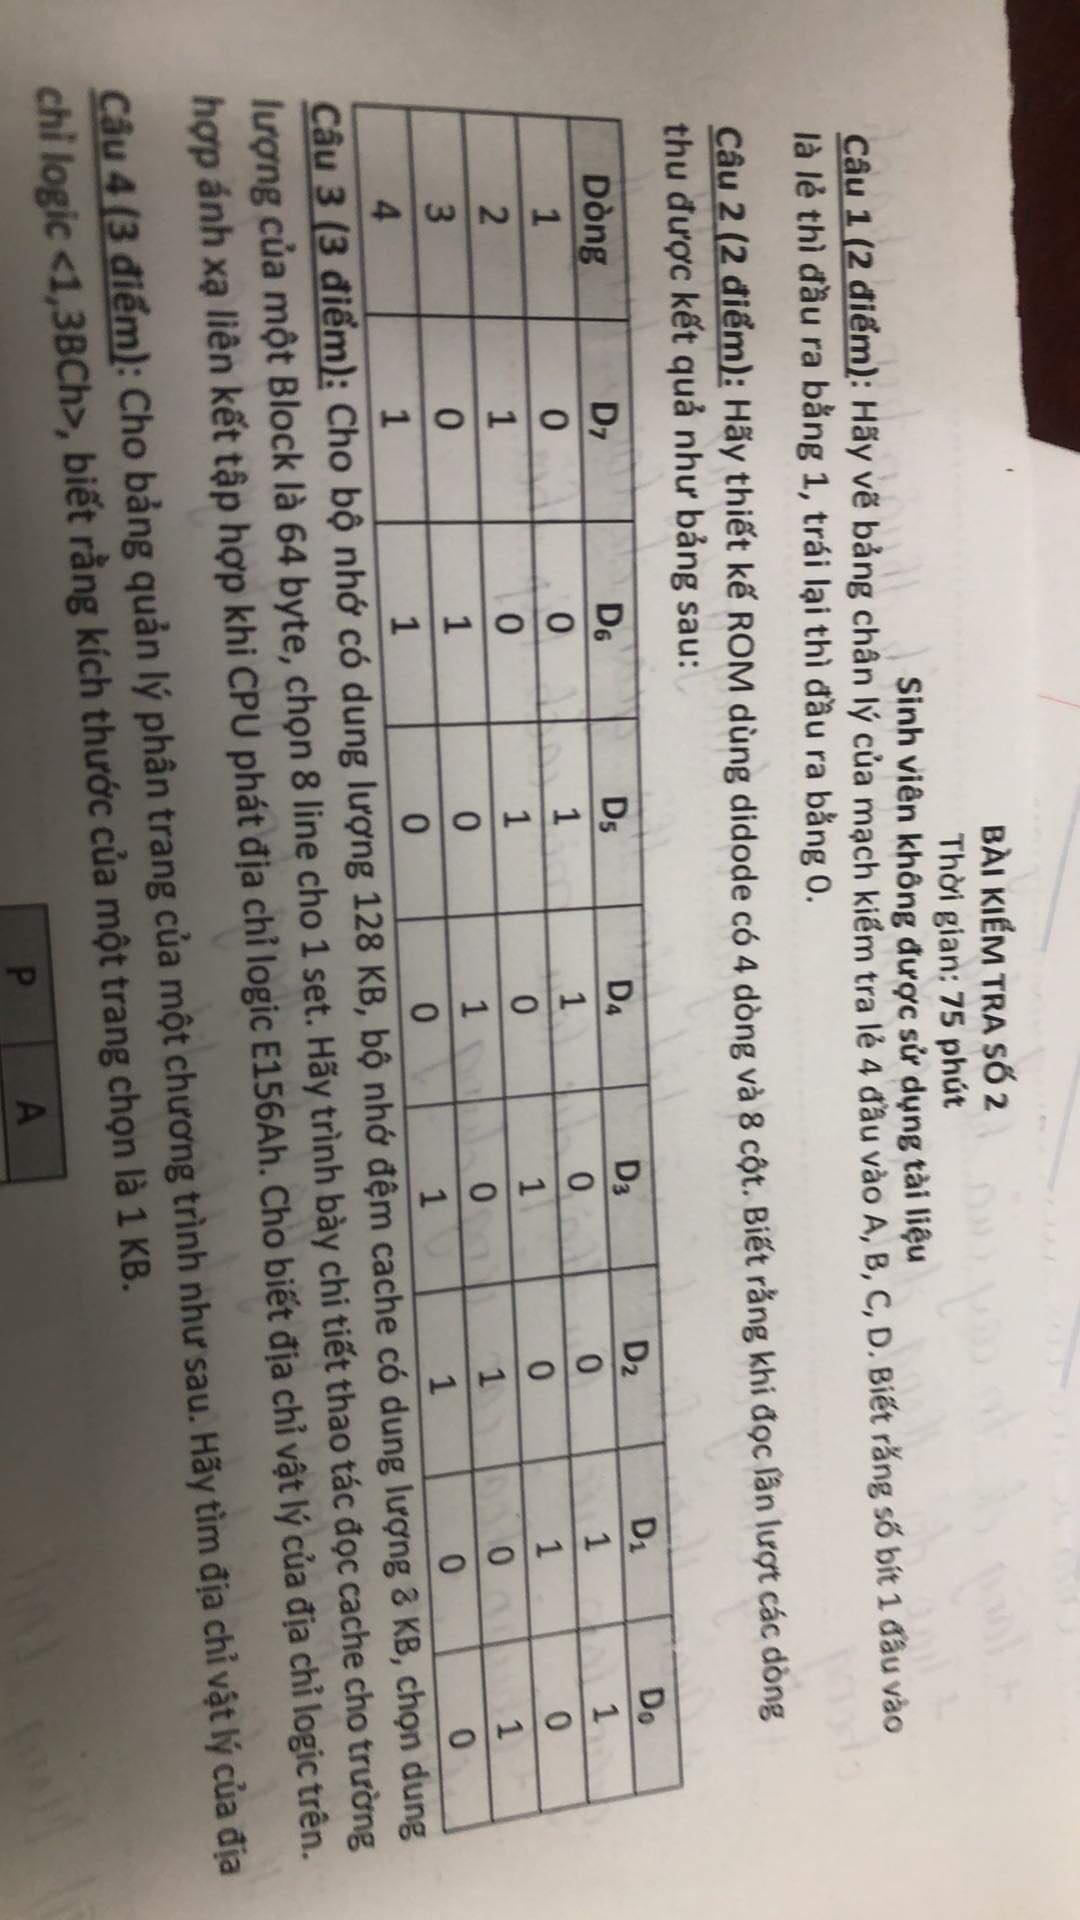 BÀI KIỂM TRA SỐ 2
Thời gian: 75 phút
Sinh viên không được sử dụng tài liệu
Câu 1 (2 điểm): Hãy vẽ bảng chân lý của mạch kiểm tra lẻ 4 đầu vào A, B, C, D. Biết rằng số bít 1 đầu vào
là lẻ thì đầu ra bằng 1, trái lại thì đầu ra bằng 0.
Câu 2 (2 điểm): Hãy thiết kế ROM dùng didode có 4 dòng và 8 cột. Biết rằng khi đọc lần lượt các dòng
thu được kết quả như bảng sau:
Dòng D7 D6 D5 D4 D3 D2 D1 D0
1 0 0 1 1 0 0 1 1
2 1 0 1 0 1 0 1 0
3 0 1 0 1 0 1 0 1
4 1 1 0 0 1 1 0 0
Câu 3 (3 điểm): Cho bộ nhớ có dung lượng 128 KB, bộ nhớ đệm cache có dung lượng 8 KB, chọn dung
lượng của một Block là 64 byte, chọn 8 line cho 1 set. Hãy trình bày chi tiết thao tác đọc cache cho trường
hợp ánh xạ liên kết tập hợp khi CPU phát địa chỉ logic E156Ah. Cho biết địa chỉ vật lý của địa chỉ logic trên.
Câu 4 (3 điểm): Cho bảng quản lý phân trang của một chương trình như sau. Hãy tìm địa chỉ vật lý của địa
chỉ logic <1,3BCh>, biết rằng kích thước của một trang chọn là 1 KB.
P A